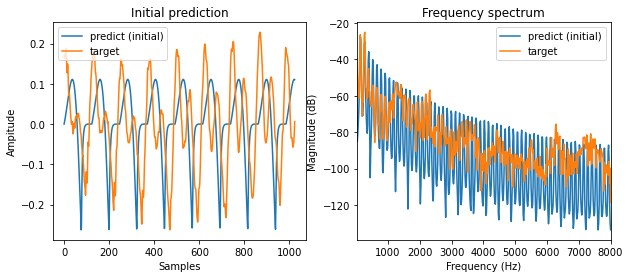 Initial prediction
predict (initial)
target
0.2
0.1
0.0
−0.1
−0.2
Ampitude
0
200
400
600
800
1000
Samples
Frequency spectrum
predict (initial)
target
−20
−40
−60
−80
−100
−120
Magnitude (dB)
1000
2000
3000
4000
5000
6000
7000
8000
Frequency (Hz)